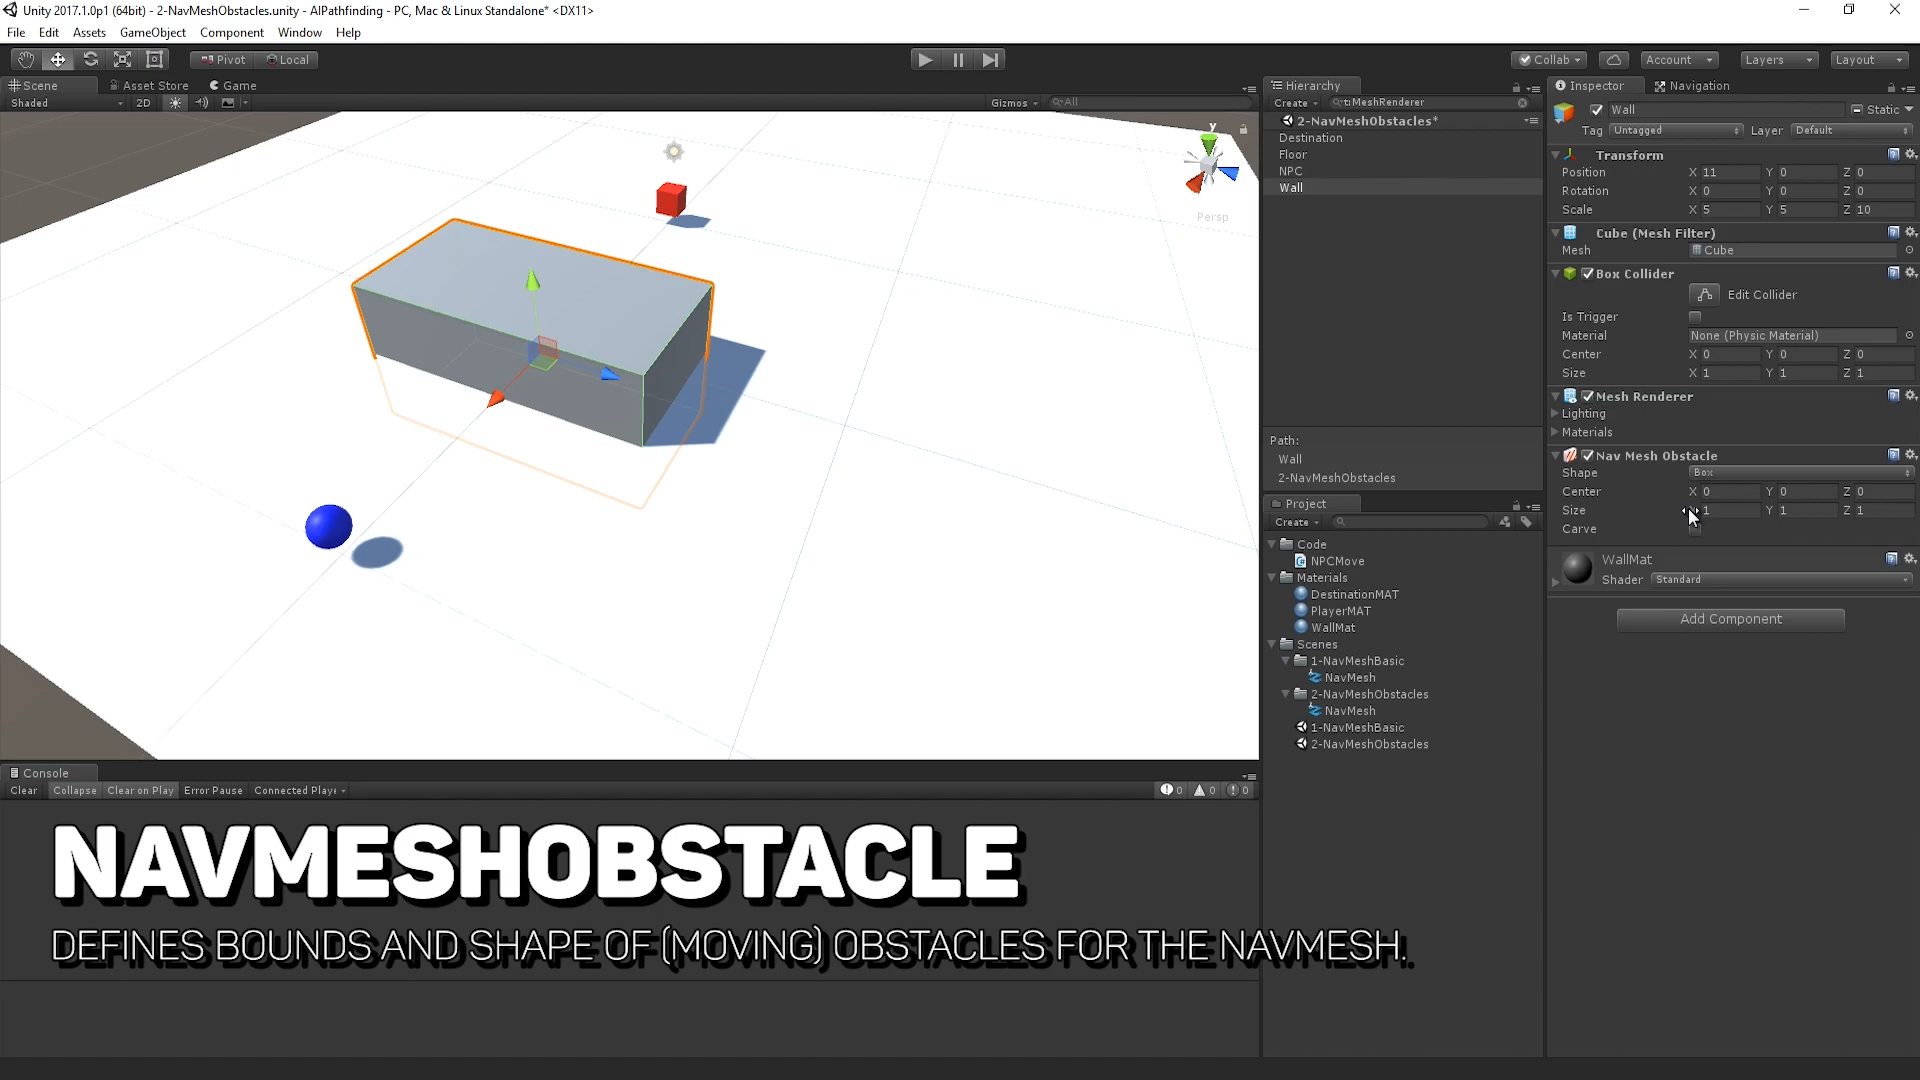 Unity 2017.1.0p1 (64bit) - 2-NavMeshObstacles.unity - AIPathfinding - PC, Mac & Linux Standalone* <DX11>
File Edit Assets GameObject Component Window Help
Pivot Local
Collab Account Layers Layout
Scene Asset Store Game
Shaded 2D Gizmos All
y
Persp
Hierarchy
Create t:MeshRenderer
2-NavMeshObstacles*
Destination
Floor
NPC
Wall
Path:
Wall
2-NavMeshObstacles
Project
Create
Code
NPCMove
Materials
DestinationMAT
PlayerMAT
WallMat
Scenes
1-NavMeshBasic
NavMesh
2-NavMeshObstacles
NavMesh
1-NavMeshBasic
2-NavMeshObstacles
Inspector Navigation
Wall Static
Tag Untagged Layer Default
Transform
Position X 11 Y 0 Z 0
Rotation X 0 Y 0 Z 0
Scale X 5 Y 5 Z 10
Cube (Mesh Filter)
Mesh Cube
Box Collider
Edit Collider
Is Trigger
Material None (Physic Material)
Center X 0 Y 0 Z 0
Size X 1 Y 1 Z 1
Mesh Renderer
Lighting
Materials
Nav Mesh Obstacle
Shape Box
Center X 0 Y 0 Z 0
Size 1 Y 1 Z 1
Carve
WallMat
Shader Standard
Add Component
Console
Clear Collapse Clear on Play Error Pause Connected Playe 0 0 0
NAVMESHOBSTACLE
DEFINES BOUNDS AND SHAPE OF (MOVING) OBSTACLES FOR THE NAVMESH.